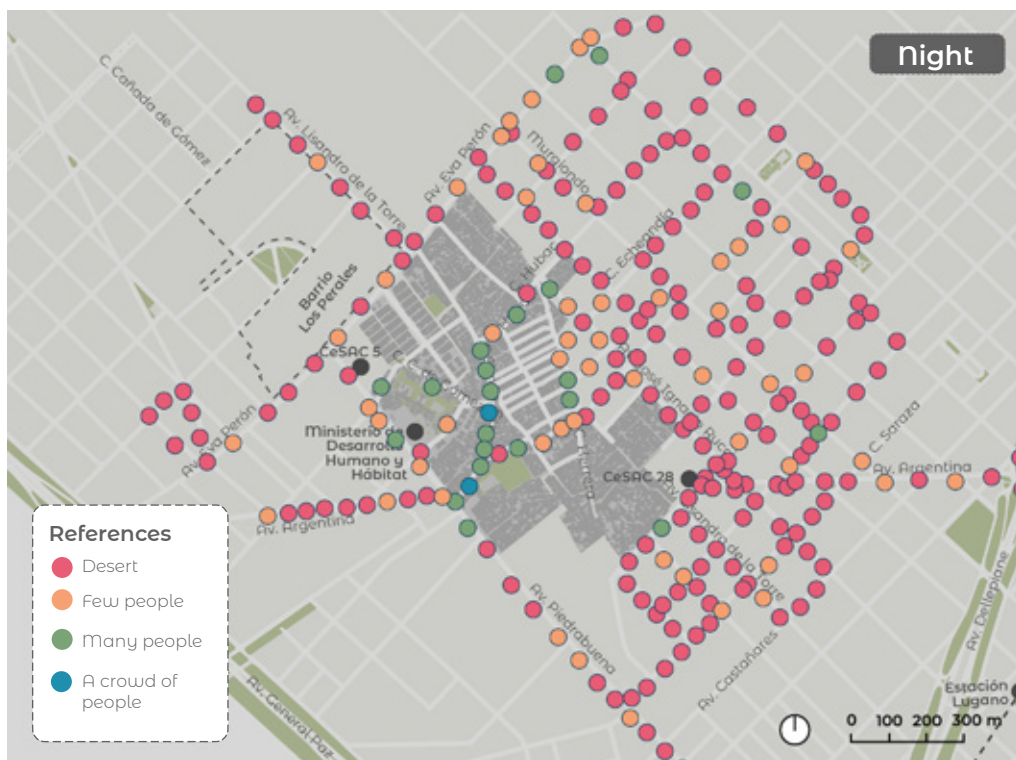 Night
C. Cañada de Gómez
Av. Lisandro de la Torre
Av. Eva Perón
Murgiondo
C. Hubac
C. Echeandía
Barrio
Los Perales
CeSAC 5
Ministerio de
Desarrollo
Humano y
Hábitat
Av. Eva Perón
Av. Argentina
CeSAC 28
C. Saraza
Av. Argentina
Av. Piedrabuena
Av. Castañares
Av. General Paz
Av. Dellepiane
Estación
Lugano
References
Desert
Few people
Many people
A crowd of
people
0 100 200 300 m